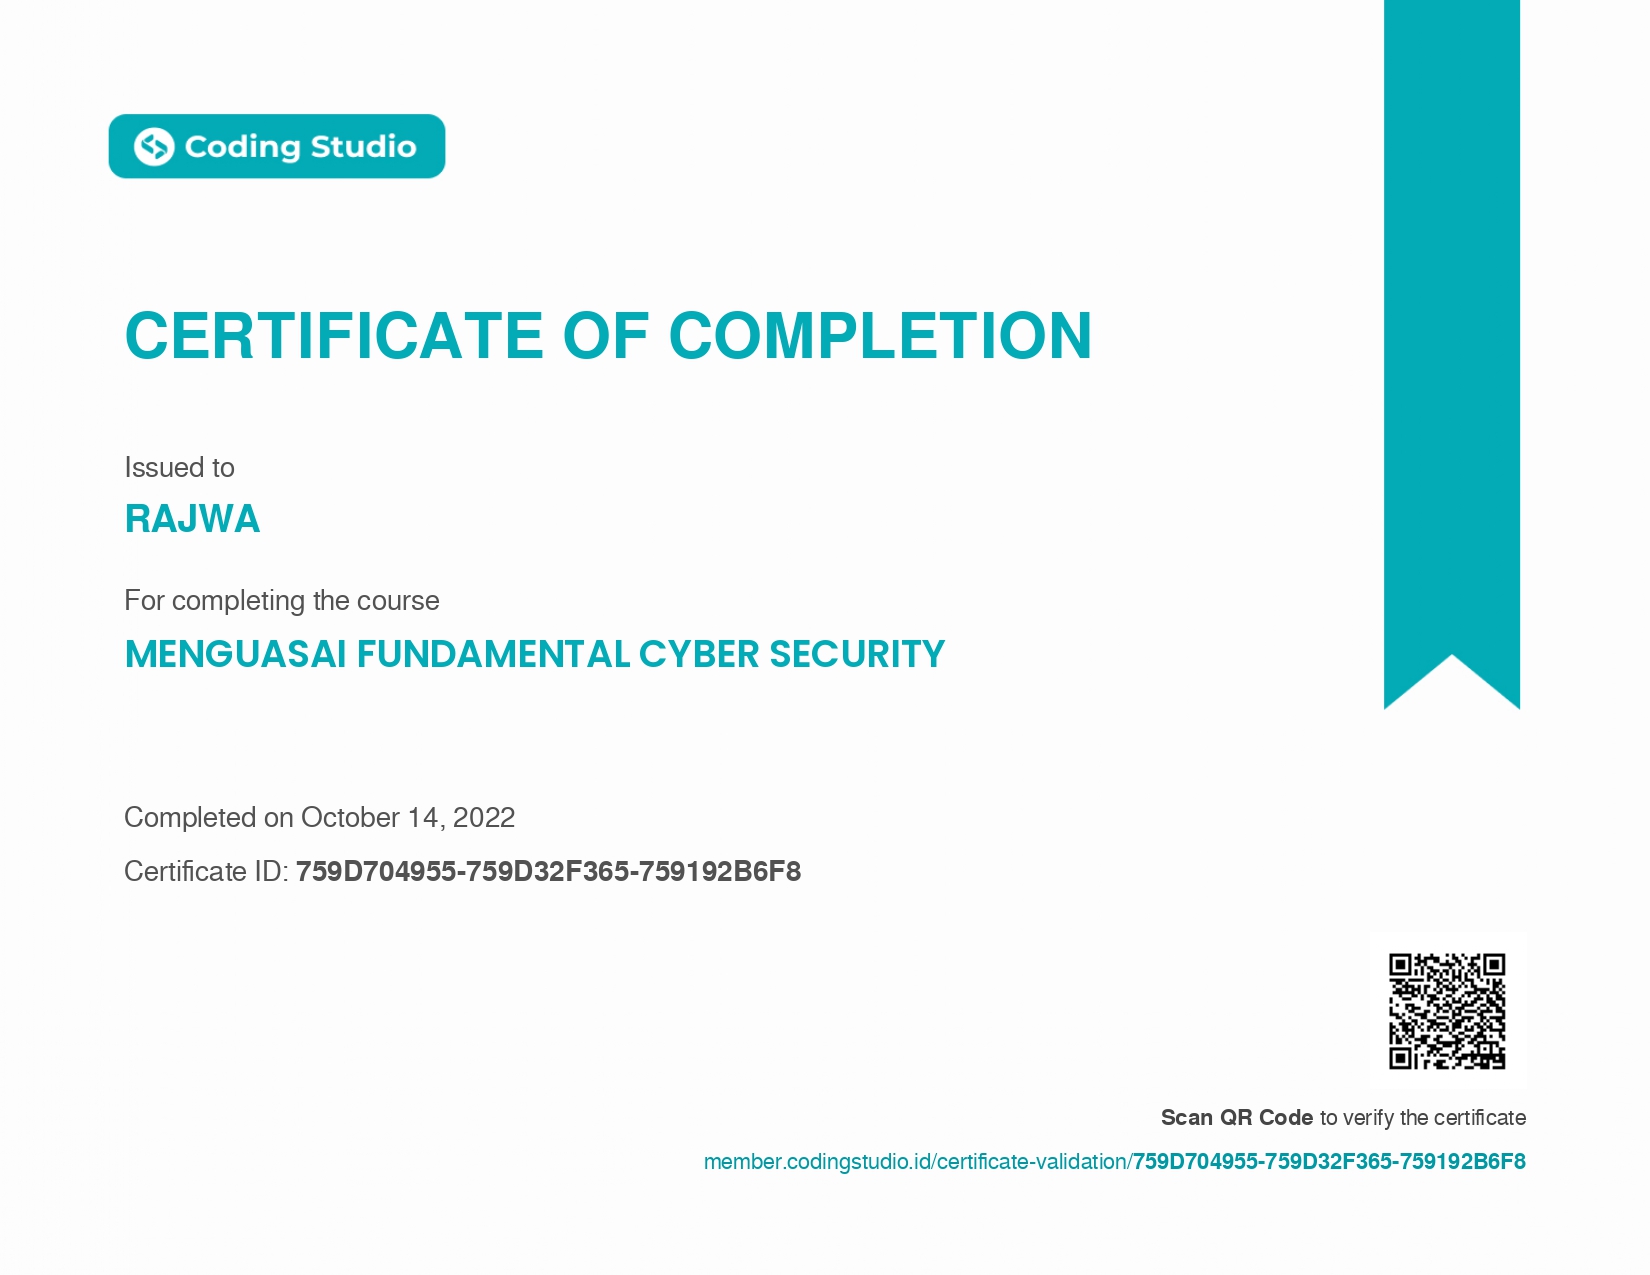 Coding Studio
CERTIFICATE OF COMPLETION
Issued to
RAJWA
For completing the course
MENGUASAI FUNDAMENTAL CYBER SECURITY
Completed on October 14, 2022
Certificate ID: 759D704955-759D32F365-759192B6F8
Scan QR Code to verify the certificate
member.codingstudio.id/certificate-validation/759D704955-759D32F365-759192B6F8